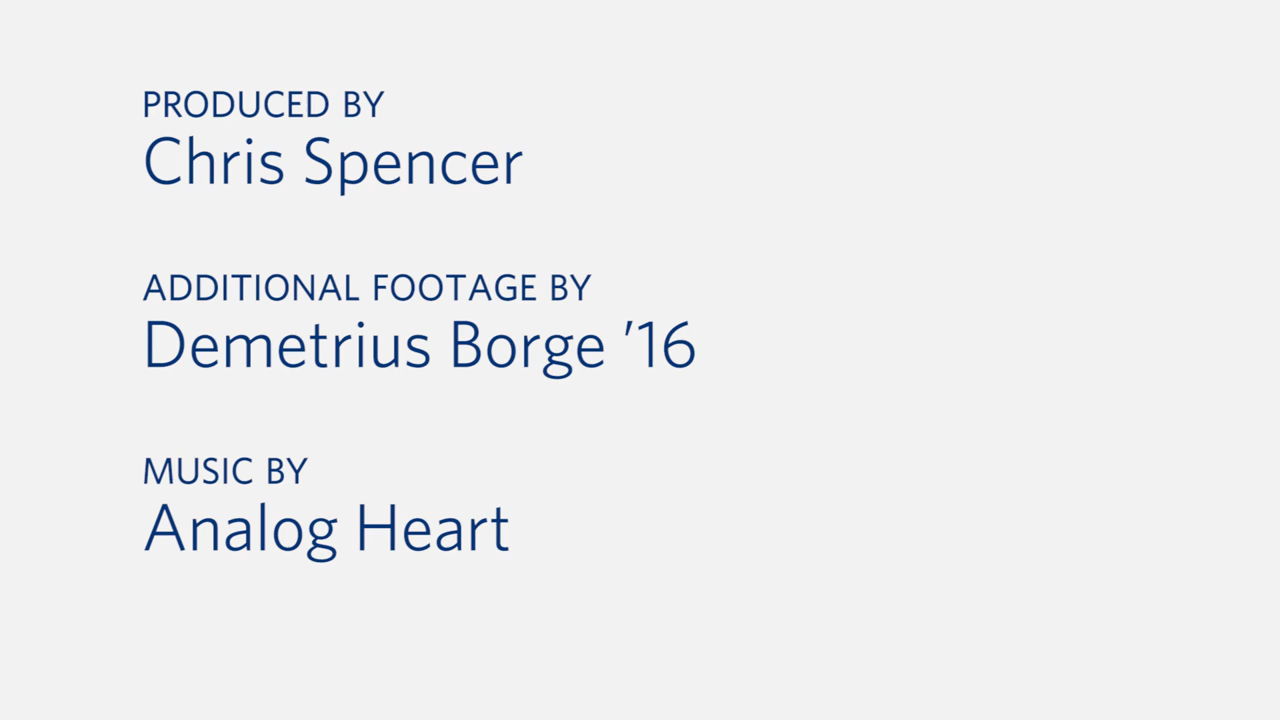 PRODUCED BY
Chris Spencer
ADDITIONAL FOOTAGE BY
Demetrius Borge ’16
MUSIC BY
Analog Heart